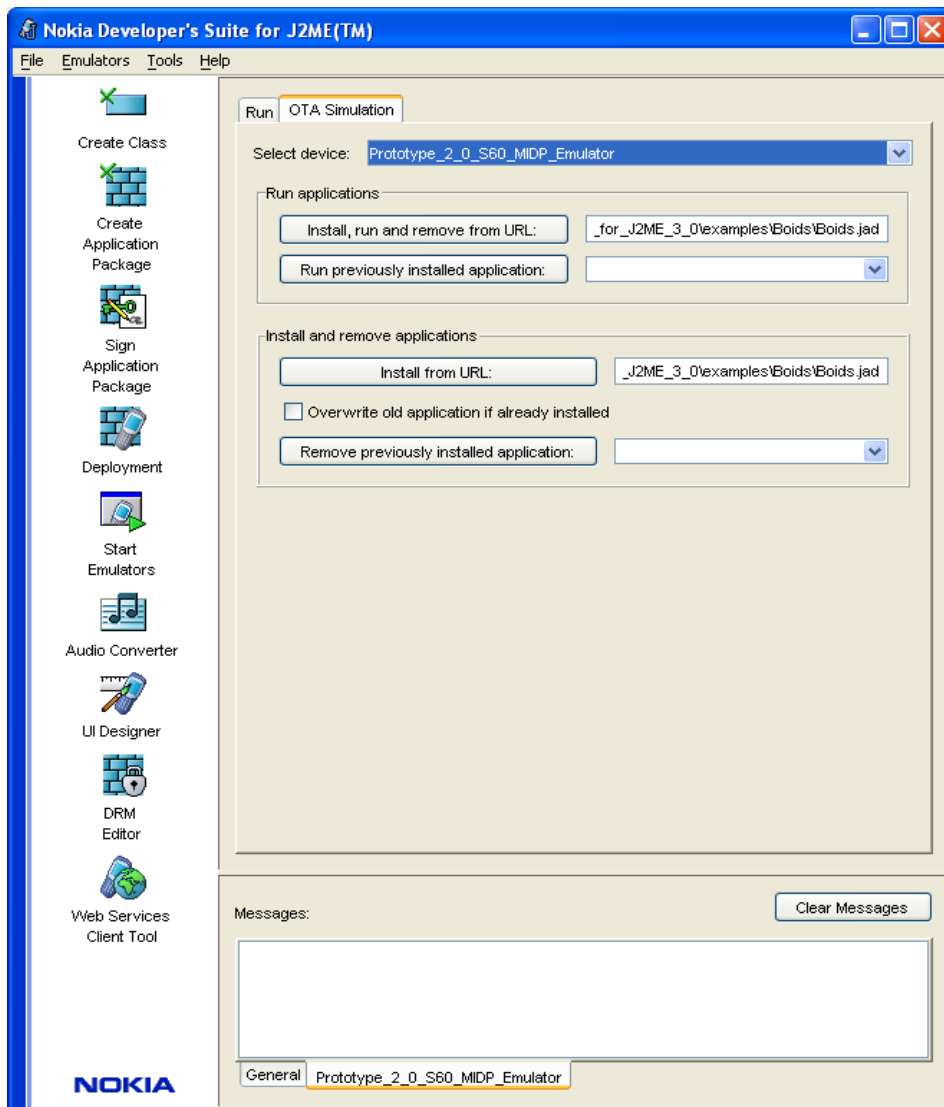 Nokia Developer's Suite for J2ME(TM)
File Emulators Tools Help
Create Class
Create
Application
Package
Sign
Application
Package
Deployment
Start
Emulators
Audio Converter
UI Designer
DRM
Editor
Web Services
Client Tool
NOKIA
Run OTA Simulation
Select device: Prototype_2_0_S60_MIDP_Emulator
Run applications
Install, run and remove from URL: _for_J2ME_3_0\examples\Boids\Boids.jad
Run previously installed application:
Install and remove applications
Install from URL: _J2ME_3_0\examples\Boids\Boids.jad
Overwrite old application if already installed
Remove previously installed application:
Messages: Clear Messages
General Prototype_2_0_S60_MIDP_Emulator